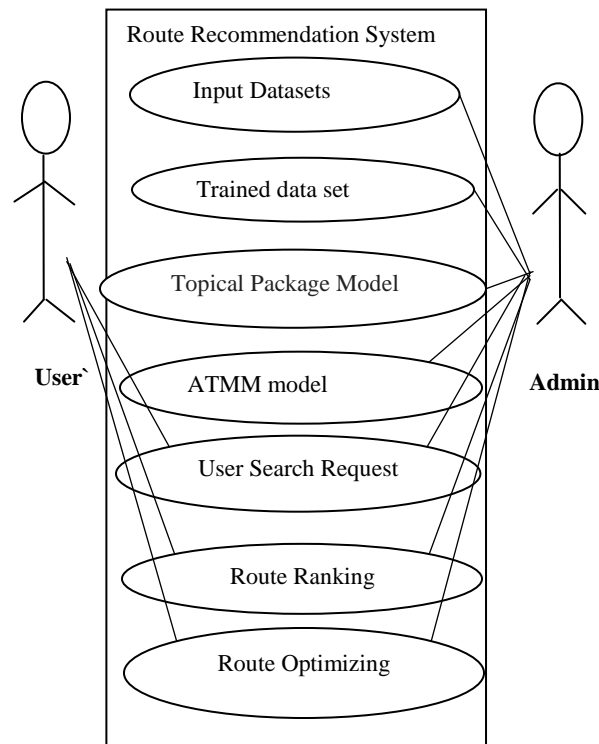 Route Recommendation System
Input Datasets
Trained data set
Topical Package Model
User`
ATMM model
Admin
User Search Request
Route Ranking
Route Optimizing